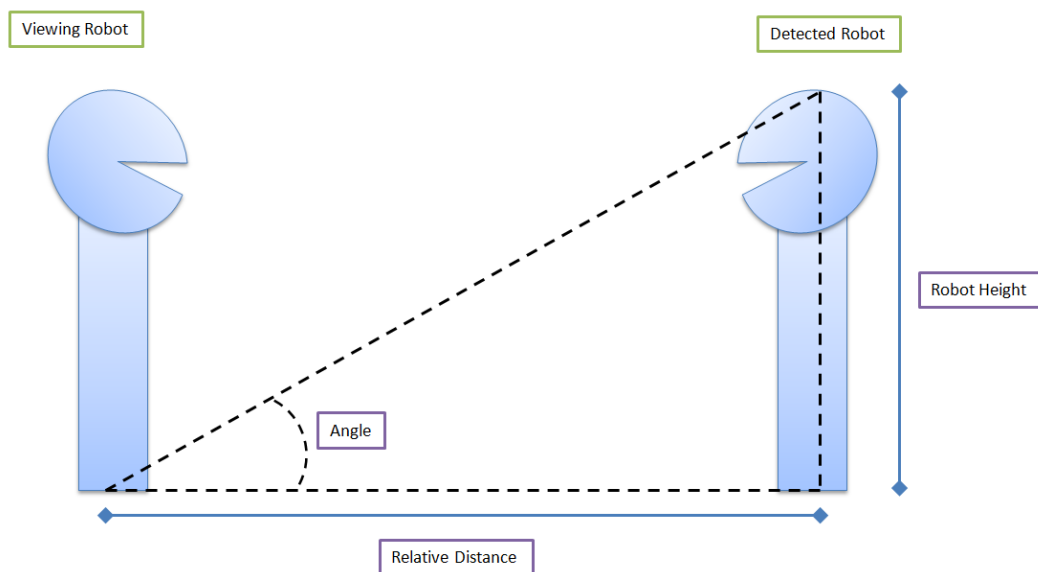 Viewing Robot
Detected Robot
Robot Height
Angle
Relative Distance